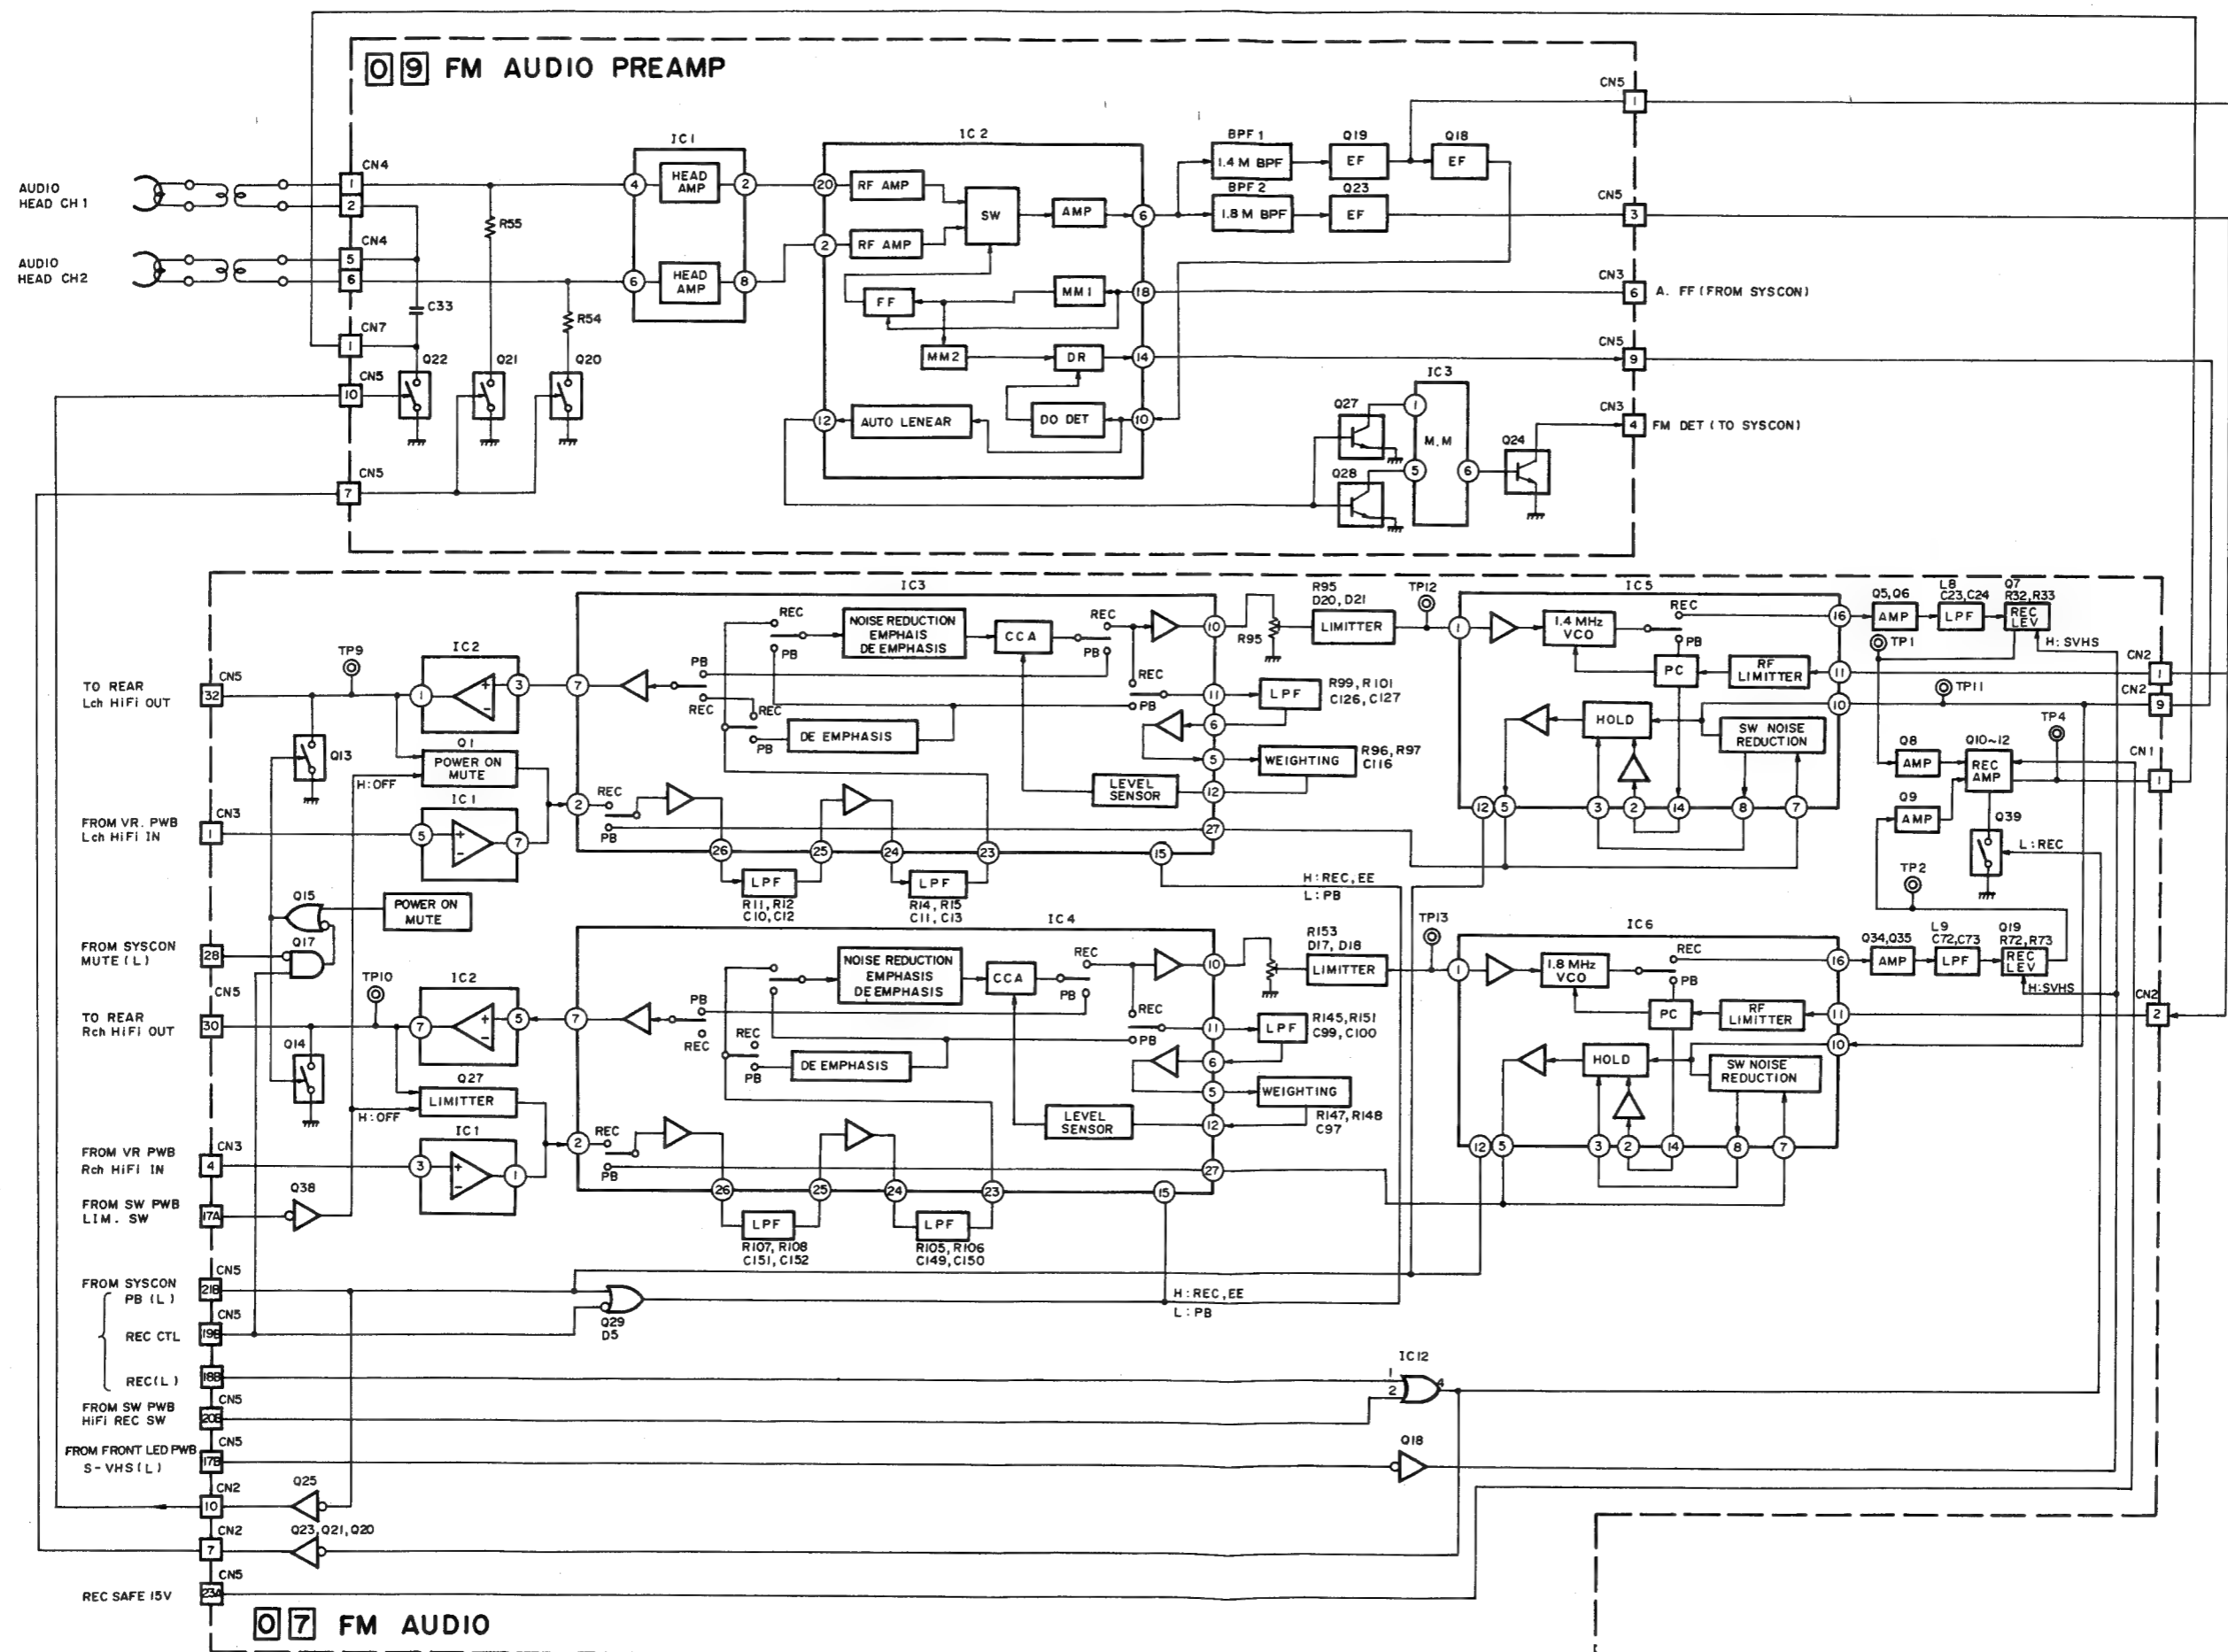 09 FM AUDIO PREAMP
AUDIO
HEAD CH 1
AUDIO
HEAD CH2
CN4
1
2
CN4
5
6
CN7
1
CN5
10
CN5
7
C33
Q22
R55
Q21
R54
Q20
IC1
4
HEAD
AMP
2
6
HEAD
AMP
8
IC 2
20
RF AMP
2
RF AMP
SW
AMP
6
FF
MM1
18
MM2
DR
14
12
AUTO LENEAR
DO DET
10
BPF 1
1.4 M BPF
Q19
EF
Q18
EF
BPF 2
1.8 M BPF
Q23
EF
IC3
Q27
1
M.M
Q28
5
6
Q24
CN5
1
CN5
3
CN3
6
A. FF (FROM SYSCON)
CN5
9
CN3
4
FM DET (TO SYSCON)
TO REAR
Lch HiFi OUT
CN5
32
TP9
Q13
IC2
1
+
-
3
Q1
POWER ON
MUTE
H:OFF
IC1
FROM VR. PWB
Lch HiFi IN
CN3
1
5
+
-
7
IC3
7
PB
REC
REC
PB
NOISE REDUCTION
EMPHAIS
DE EMPHASIS
CCA
REC
PB
10
REC
PB
11
LPF
R99, R101
C126, C127
REC
PB
DE EMPHASIS
6
5
WEIGHTING
R96, R97
C116
LEVEL
SENSOR
12
2
REC
PB
27
26
25
24
23
15
LPF
R11, R12
C10, C12
LPF
R14, R15
C11, C13
H:REC,EE
L:PB
R95
R95
D20, D21
LIMITTER
TP12
IC5
1
1.4 MHz
VCO
REC
PB
16
PC
RF
LIMITTER
11
10
HOLD
SW NOISE
REDUCTION
12
5
3
2
14
8
7
Q5,Q6
AMP
L8
C23,C24
LPF
Q7
R32,R33
REC
LEV
TP1
H:SVHS
CN2
1
CN2
9
TP11
TP4
CN1
1
Q8
AMP
Q10~12
REC
AMP
Q9
AMP
Q39
L:REC
TP2
Q15
POWER ON
MUTE
FROM SYSCON
MUTE (L)
28
Q17
CN5
TO REAR
Rch HiFi OUT
30
TP10
Q14
IC2
7
+
-
5
Q27
LIMITTER
H:OFF
IC1
FROM VR PWB
Rch HiFi IN
CN3
4
3
+
-
1
IC4
7
PB
REC
NOISE REDUCTION
EMPHASIS
DE EMPHASIS
CCA
REC
PB
10
REC
PB
11
LPF
R145,R151
C99,C100
REC
PB
DE EMPHASIS
6
5
WEIGHTING
R147, R148
C97
LEVEL
SENSOR
12
2
REC
PB
27
26
25
24
23
15
LPF
R107, R108
C151, C152
LPF
R105, R106
C149, C150
R153
D17, D18
LIMITTER
TP13
IC6
1
1.8 MHz
VCO
REC
PB
16
PC
RF
LIMITTER
11
10
HOLD
SW NOISE
REDUCTION
12
5
3
2
14
8
7
Q34,Q35
AMP
L9
C72,C73
LPF
Q19
R72,R73
REC
LEV
H:SVHS
CN2
2
FROM SW PWB
LIM. SW
17A
Q38
FROM SYSCON
PB (L)
CN5
21B
REC CTL
CN5
19B
Q29
D5
H:REC,EE
L:PB
REC(L)
18B
IC12
1
2
4
FROM SW PWB
HiFi REC SW
CN5
20B
FROM FRONT LED PWB
S-VHS(L)
CN5
17B
Q18
CN2
10
Q25
CN2
7
Q23,Q21,Q20
REC SAFE 15V
CN5
23A
07 FM AUDIO